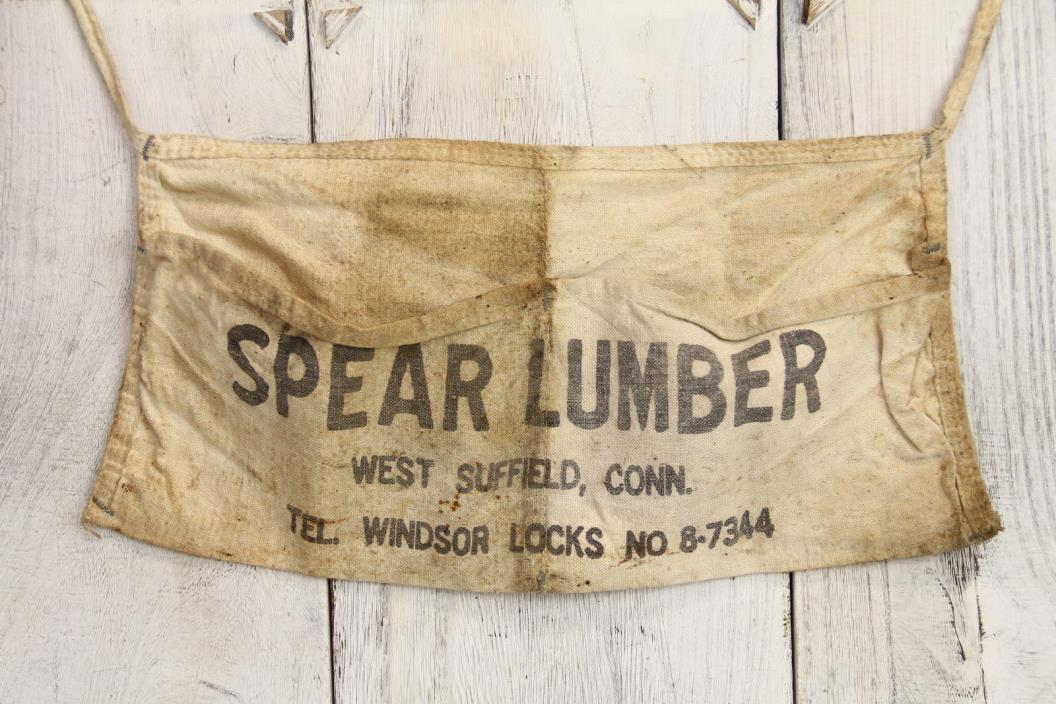 SPEAR LUMBER
WEST SUFFIELD, CONN.
TEL. WINDSOR LOCKS NO 8-7344